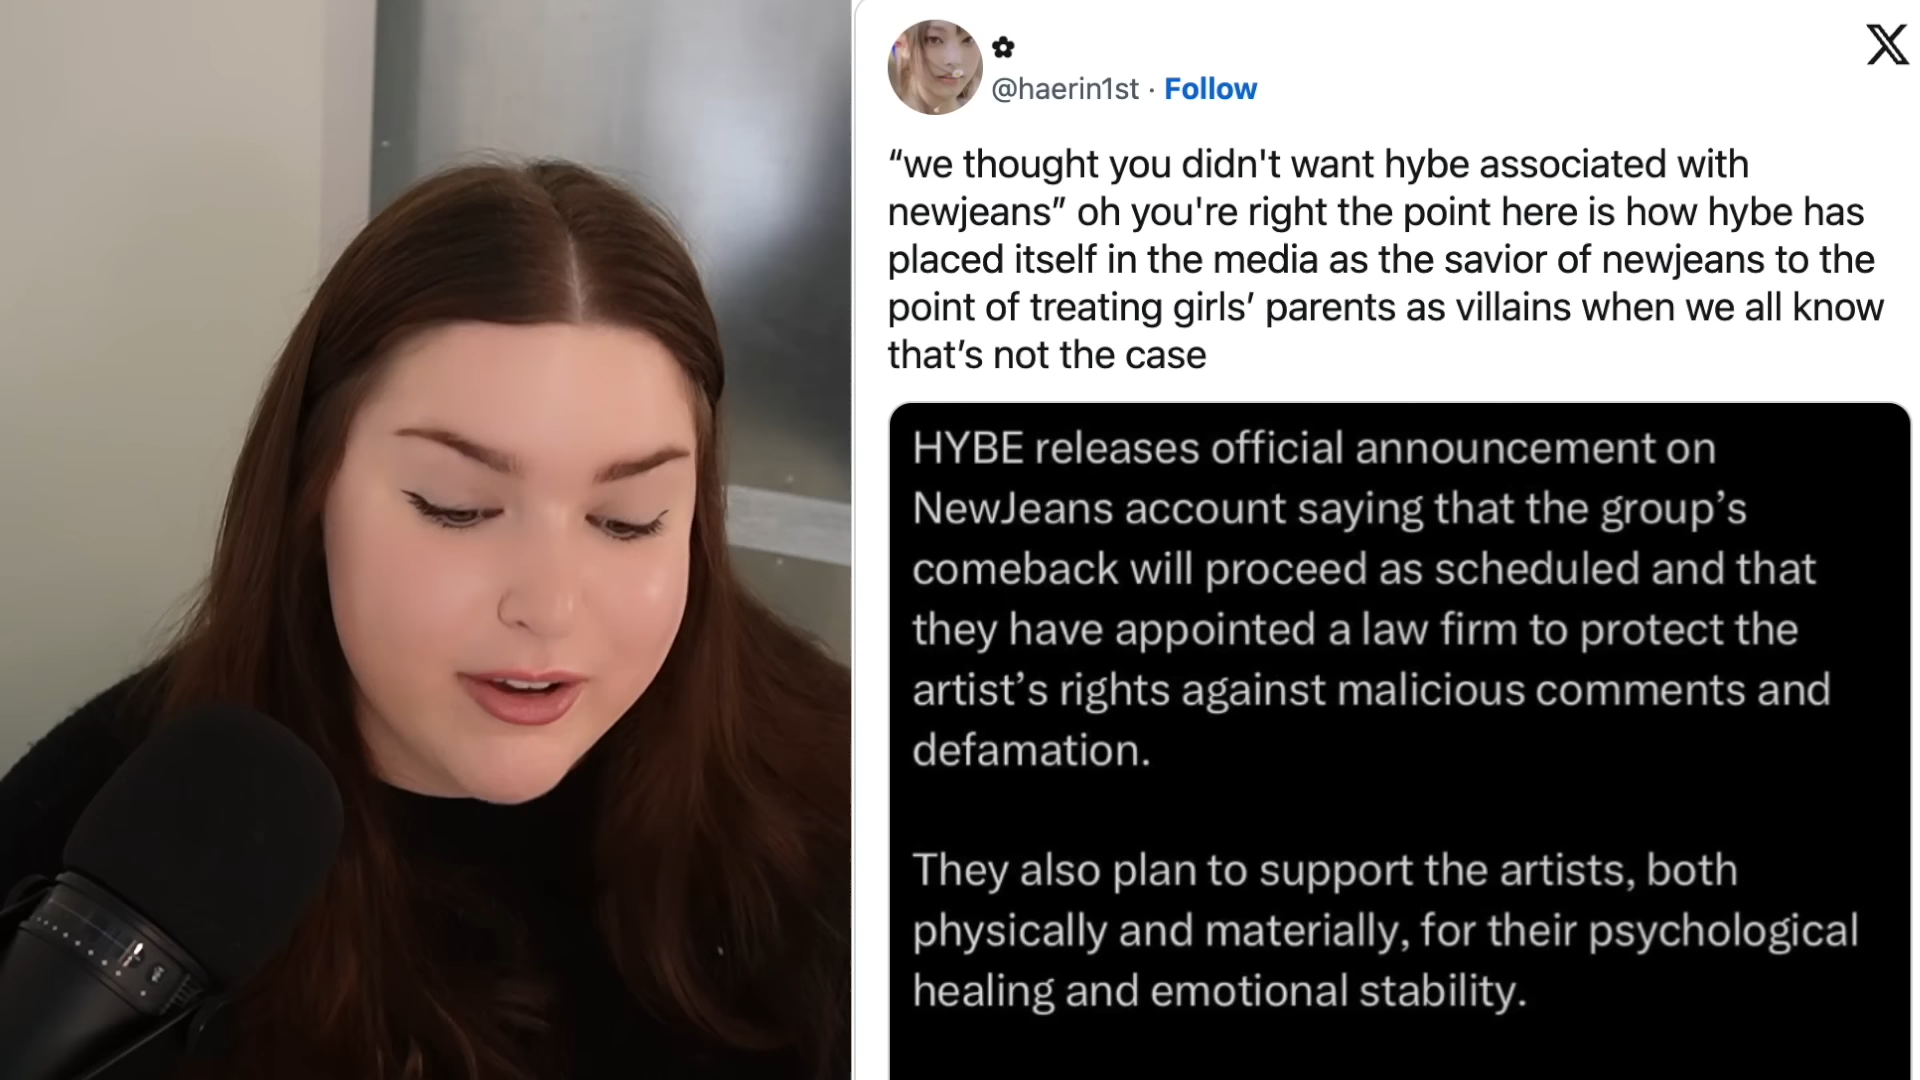 ✿
@haerin1st · Follow
“we thought you didn't want hybe associated with
newjeans” oh you're right the point here is how hybe has
placed itself in the media as the savior of newjeans to the
point of treating girls’ parents as villains when we all know
that’s not the case
HYBE releases official announcement on
NewJeans account saying that the group’s
comeback will proceed as scheduled and that
they have appointed a law firm to protect the
artist’s rights against malicious comments and
defamation.
They also plan to support the artists, both
physically and materially, for their psychological
healing and emotional stability.